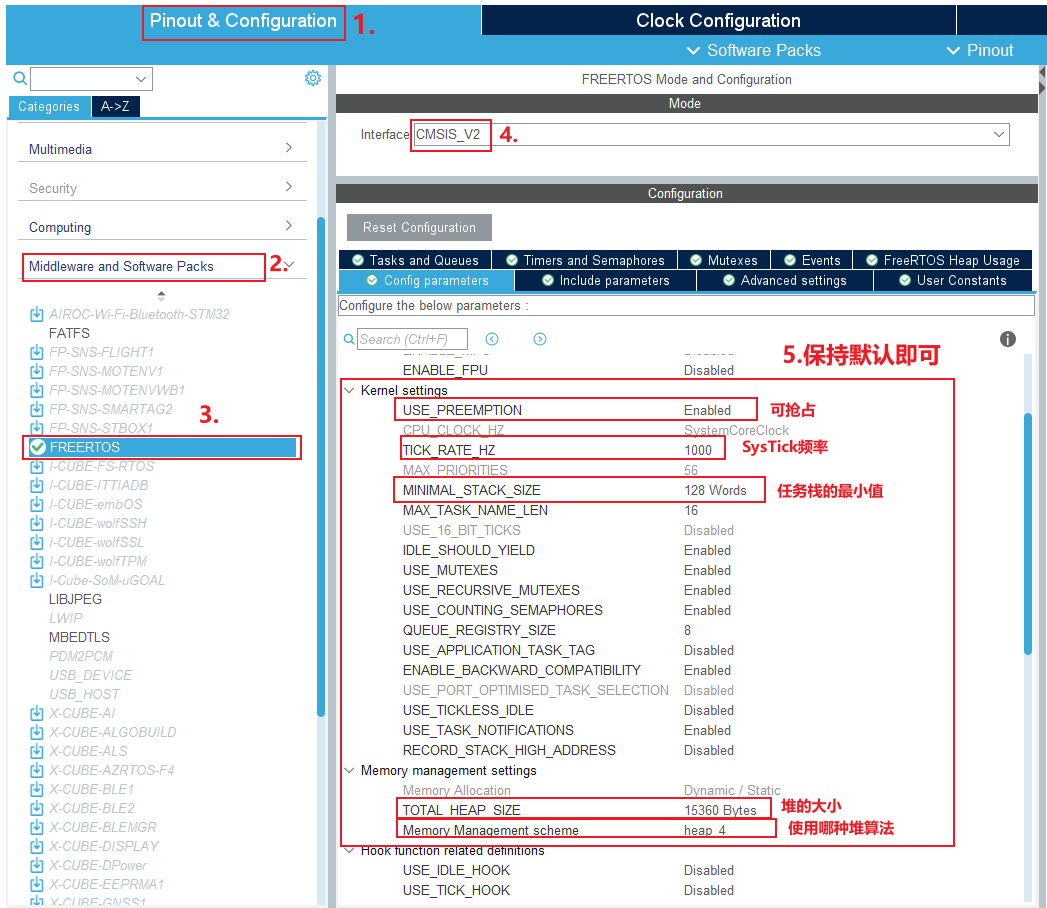 Pinout & Configuration
1.
Clock Configuration
Software Packs
Pinout
Categories
A->Z
Multimedia
Security
Computing
Middleware and Software Packs
2.
AIROC-Wi-Fi-Bluetooth-STM32
FATFS
FP-SNS-FLIGHT1
FP-SNS-MOTENV1
FP-SNS-MOTENVWB1
FP-SNS-SMARTAG2
FP-SNS-STBOX1
3.
FREERTOS
I-CUBE-FS-RTOS
I-CUBE-ITTIADB
I-CUBE-embOS
I-CUBE-wolfSSH
I-CUBE-wolfSSL
I-CUBE-wolfTPM
I-Cube-SoM-uGOAL
LIBJPEG
LWIP
MBEDTLS
PDM2PCM
USB_DEVICE
USB_HOST
X-CUBE-AI
X-CUBE-ALGOBUILD
X-CUBE-ALS
X-CUBE-AZRTOS-F4
X-CUBE-BLE1
X-CUBE-BLE2
X-CUBE-BLEMGR
X-CUBE-DISPLAY
X-CUBE-DPower
X-CUBE-EEPRMA1
X-CUBE-GNSS1
FREERTOS Mode and Configuration
Mode
Interface CMSIS_V2
4.
Configuration
Reset Configuration
Tasks and Queues
Timers and Semaphores
Mutexes
Events
FreeRTOS Heap Usage
Config parameters
Include parameters
Advanced settings
User Constants
Configure the below parameters :
Search (Ctrl+F)
5.保持默认即可
ENABLE_FPU Disabled
Kernel settings
USE_PREEMPTION Enabled 可抢占
CPU_CLOCK_HZ SystemCoreClock
TICK_RATE_HZ 1000 SysTick频率
MAX_PRIORITIES 56
MINIMAL_STACK_SIZE 128 Words 任务栈的最小值
MAX_TASK_NAME_LEN 16
USE_16_BIT_TICKS Disabled
IDLE_SHOULD_YIELD Enabled
USE_MUTEXES Enabled
USE_RECURSIVE_MUTEXES Enabled
USE_COUNTING_SEMAPHORES Enabled
QUEUE_REGISTRY_SIZE 8
USE_APPLICATION_TASK_TAG Disabled
ENABLE_BACKWARD_COMPATIBILITY Enabled
USE_PORT_OPTIMISED_TASK_SELECTION Disabled
USE_TICKLESS_IDLE Disabled
USE_TASK_NOTIFICATIONS Enabled
RECORD_STACK_HIGH_ADDRESS Disabled
Memory management settings
Memory Allocation Dynamic / Static
TOTAL_HEAP_SIZE 15360 Bytes 堆的大小
Memory Management scheme heap_4 使用哪种堆算法
Hook function related definitions
USE_IDLE_HOOK Disabled
USE_TICK_HOOK Disabled